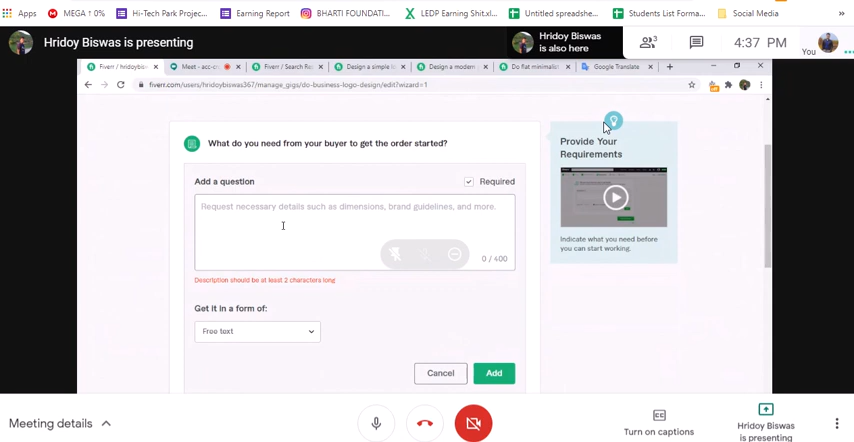 Apps
MEGA ↑ 0%
Hi-Tech Park Projec...
Earning Report
BHARTI FOUNDATI...
LEDP Earning Shit.xl...
Untitled spreadshe...
Students List Forma...
Social Media
»
Hridoy Biswas is presenting
Hridoy Biswas
is also here
3
4:37 PM
You
Fiverr / hridoybis
Meet - acc-c
Fiverr / Search Re
Design a simple l
Design a modern
Do flat minimalis
Google Translate
fiverr.com/users/hridoybiswas367/manage_gigs/do-business-logo-design/edit?wizard=1
What do you need from your buyer to get the order started?
Add a question
Required
Request necessary details such as dimensions, brand guidelines, and more.
0 / 400
Description should be at least 2 characters long
Get it in a form of:
Free text
Cancel
Add
Provide Your
Requirements
Indicate what you need before
you can start working.
Meeting details
CC
Turn on captions
Hridoy Biswas
is presenting